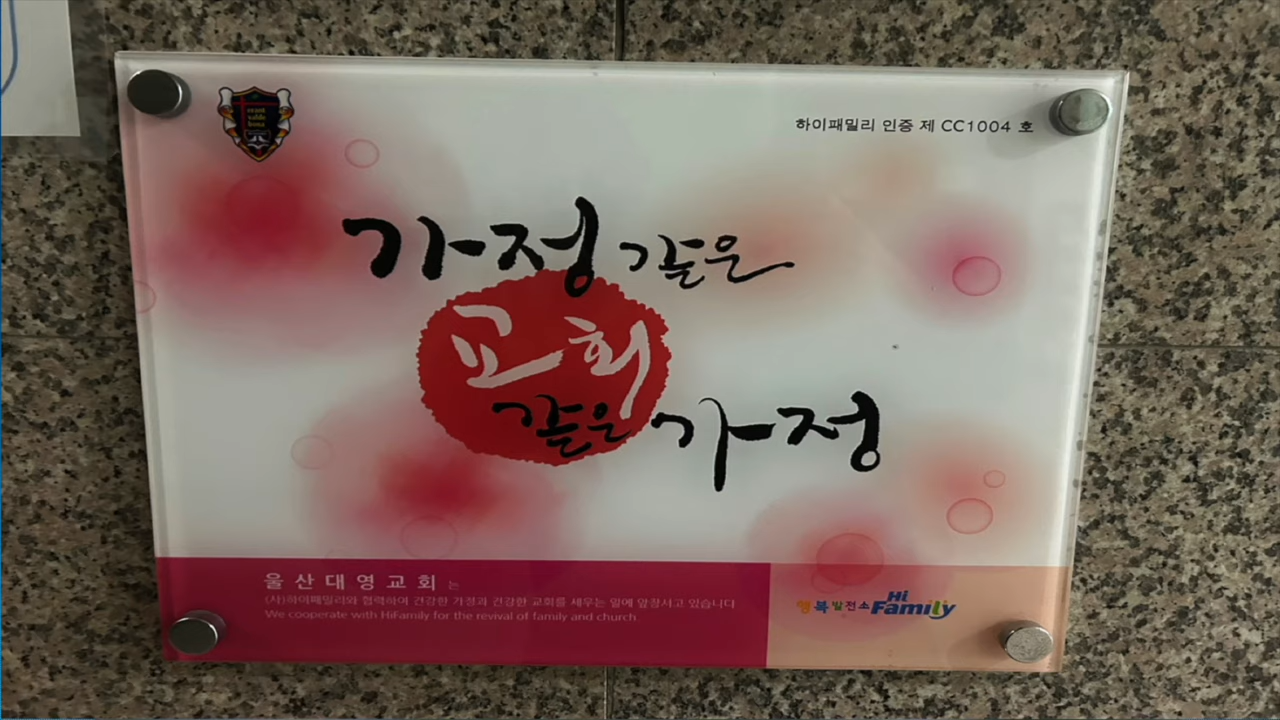 하이패밀리 인증 제 CC1004 호
가정 같은
교회
같은 가정
울산대영교회는
(사)하이패밀리와 협력하여 건강한 가정과 건강한 교회를 세우는 일에 앞장서고 있습니다
We cooperate with HiFamily for the revival of family and church
행복발전소 Hi Family